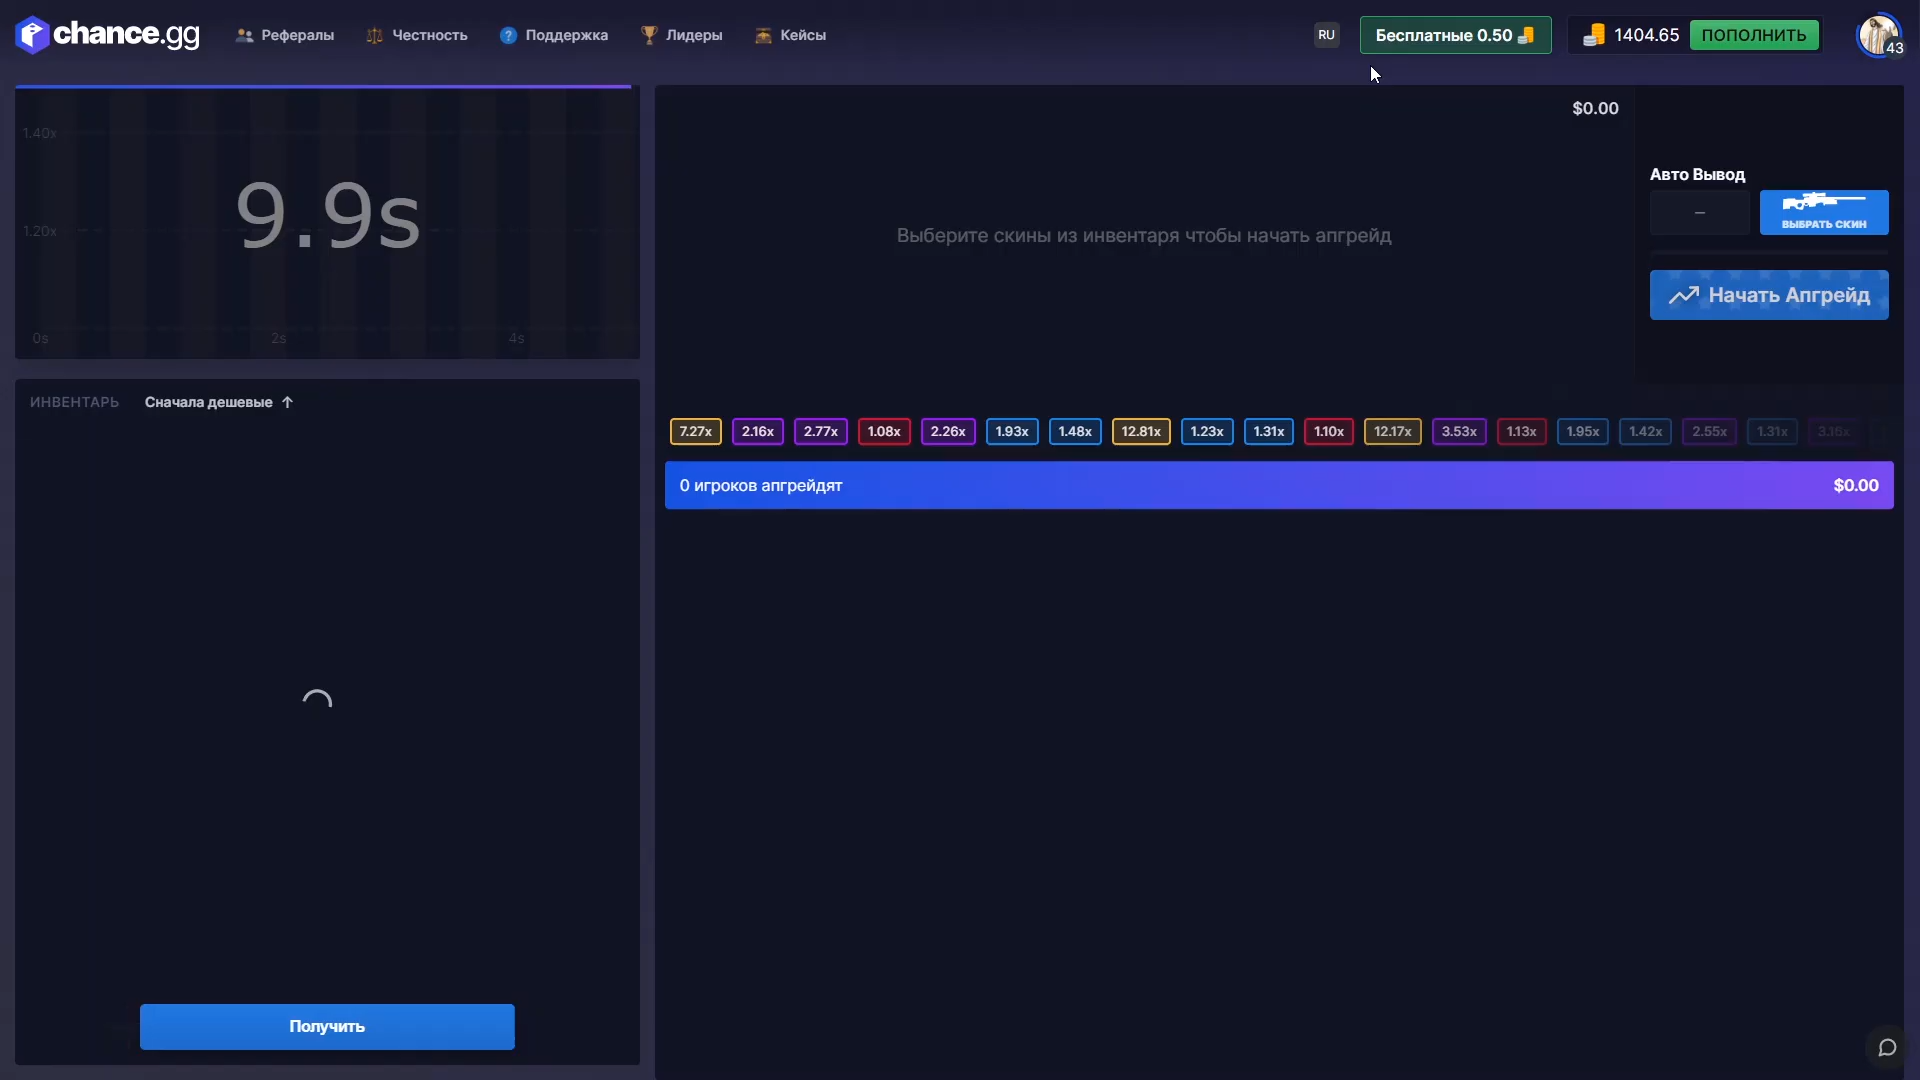 chance.gg
Рефералы
Честность
Поддержка
Лидеры
Кейсы
RU
Бесплатные 0.50
1404.65
ПОПОЛНИТЬ
43
1.40x
1.20x
9.9s
0s
2s
4s
$0.00
Выберите скины из инвентаря чтобы начать апгрейд
Авто Вывод
–
ВЫБРАТЬ СКИН
Начать Апгрейд
ИНВЕНТАРЬ
Сначала дешевые
7.27x
2.16x
2.77x
1.08x
2.26x
1.93x
1.48x
12.81x
1.23x
1.31x
1.10x
12.17x
3.53x
1.13x
1.95x
1.42x
2.55x
1.31x
0 игроков апгрейдят
$0.00
Получить